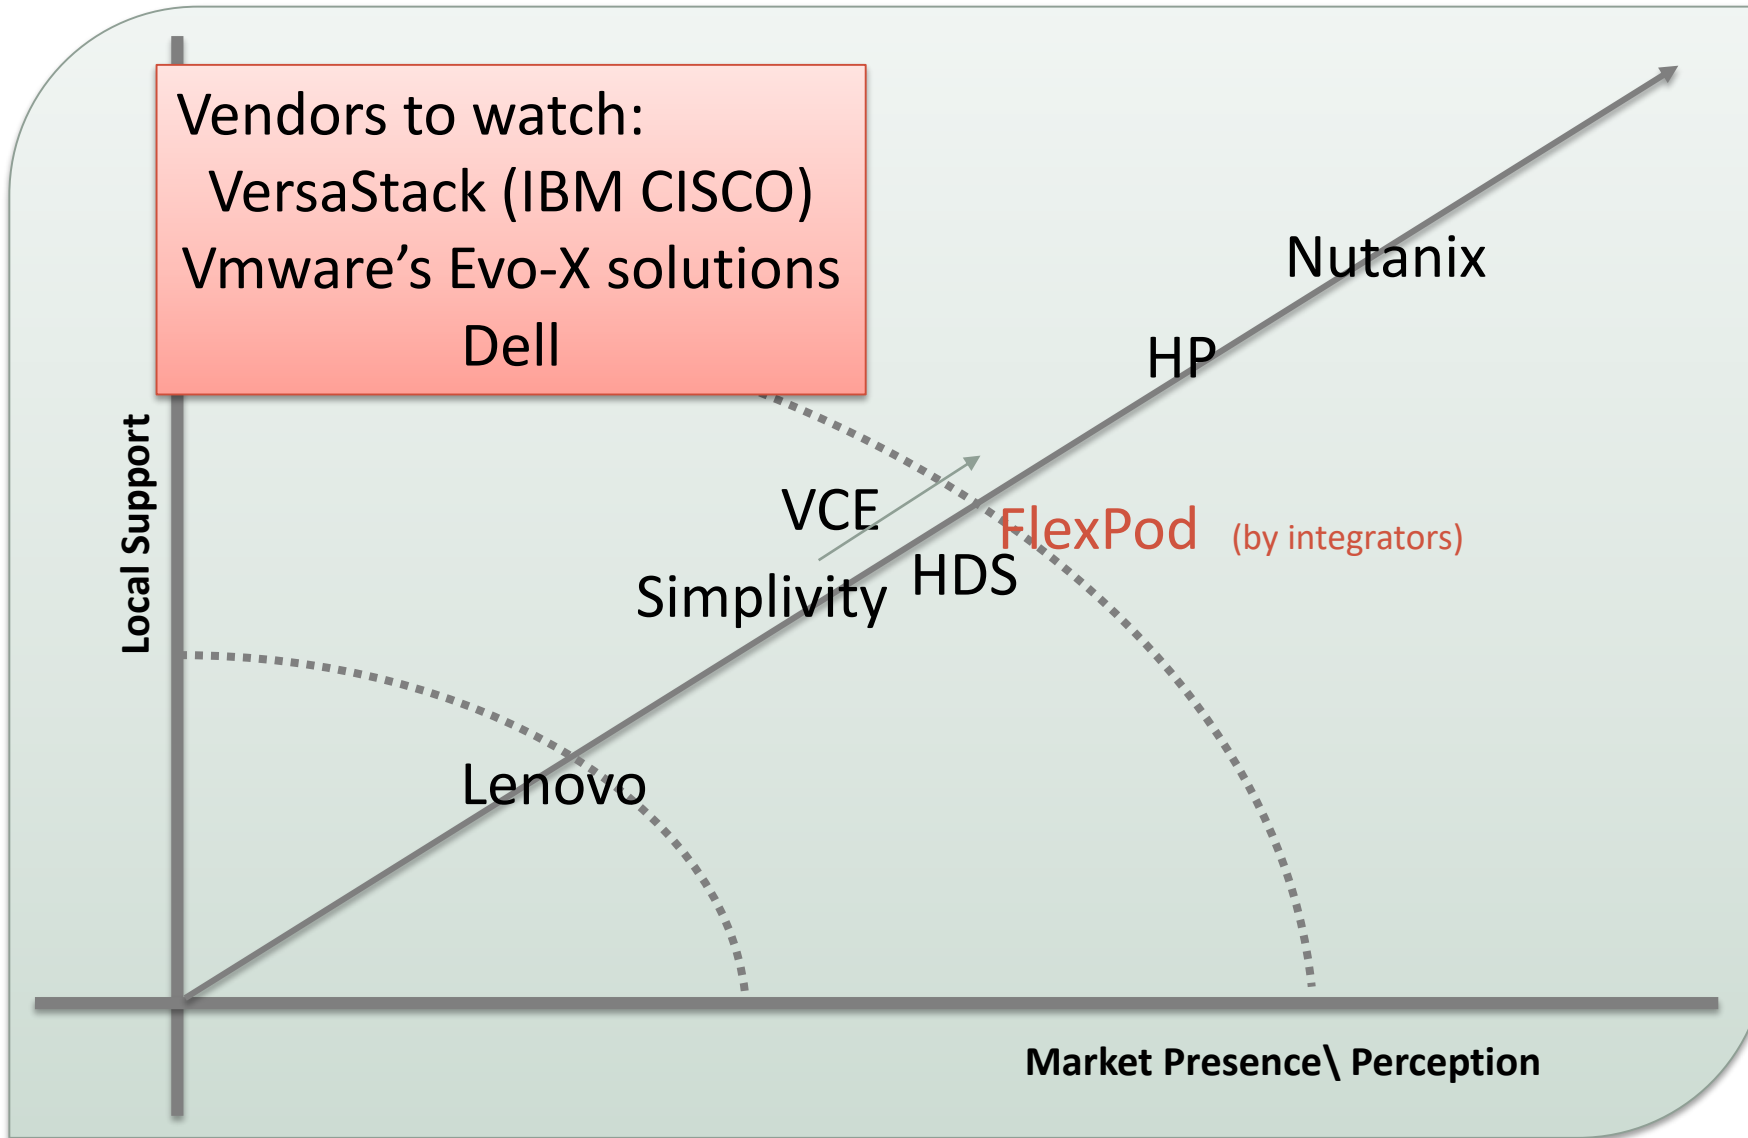 Vendors to watch:
VersaStack (IBM CISCO)
Vmware’s Evo-X solutions
Dell
Nutanix
HP
VCE
FlexPod (by integrators)
HDS
Simplivity
Lenovo
Local Support
Market Presence\ Perception